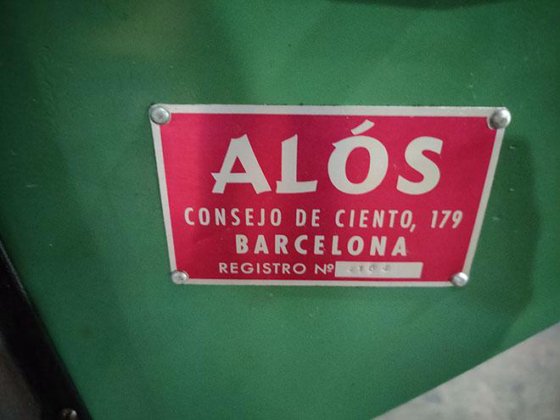 ALÓS
CONSEJO DE CIENTO, 179
BARCELONA
REGISTRO Nº